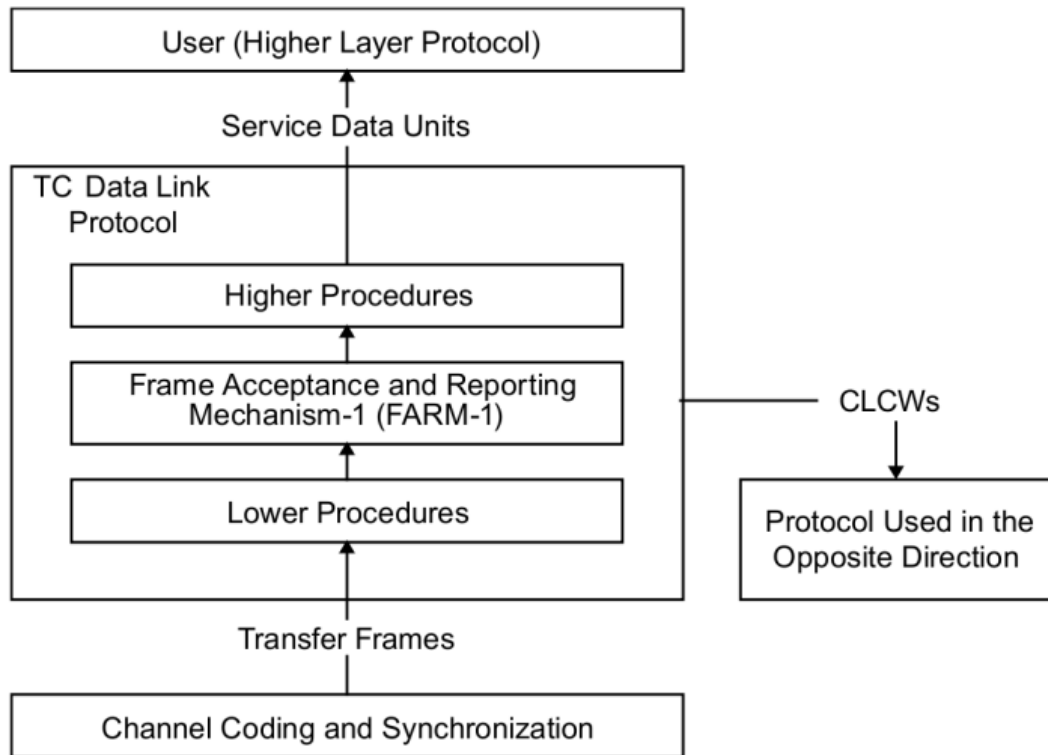 User (Higher Layer Protocol)
Service Data Units
TC Data Link
Protocol
Higher Procedures
Frame Acceptance and Reporting
Mechanism-1 (FARM-1)
CLCWs
Lower Procedures
Protocol Used in the
Opposite Direction
Transfer Frames
Channel Coding and Synchronization